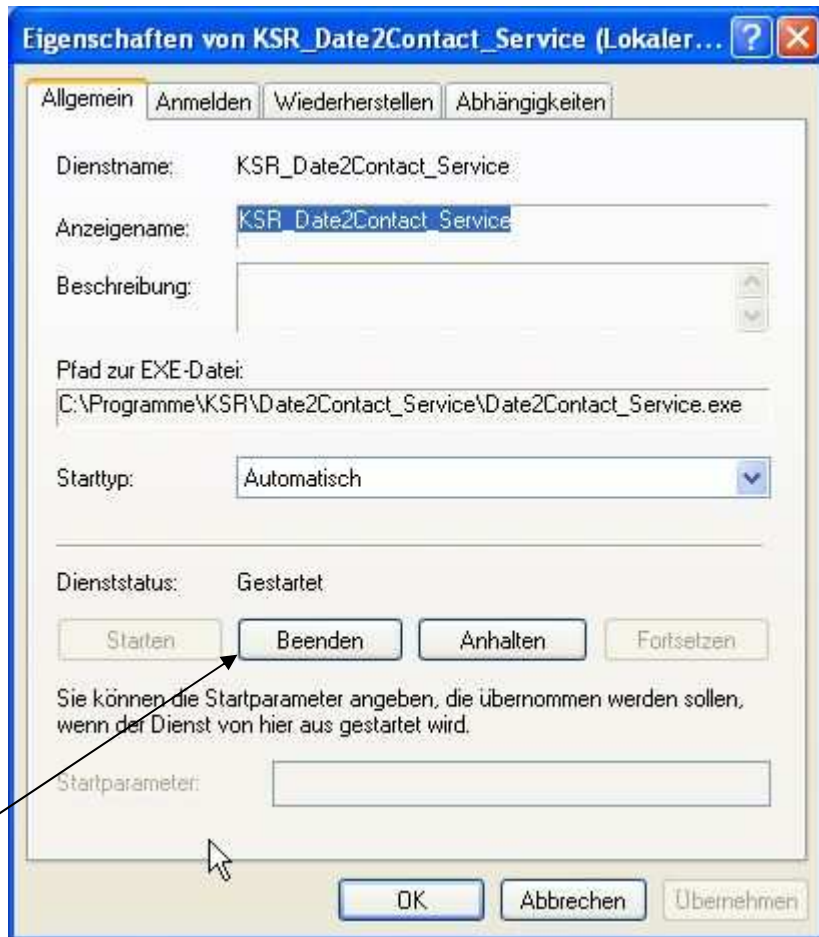 Eigenschaften von KSR_Date2Contact_Service (Lokaler...
Allgemein Anmelden Wiederherstellen Abhängigkeiten
Dienstname: KSR_Date2Contact_Service
Anzeigename: KSR_Date2Contact_Service
Beschreibung:
Pfad zur EXE-Datei:
C:\Programme\KSR\Date2Contact_Service\Date2Contact_Service.exe
Starttyp: Automatisch
Dienststatus: Gestartet
Starten Beenden Anhalten Fortsetzen
Sie können die Startparameter angeben, die übernommen werden sollen,
wenn der Dienst von hier aus gestartet wird.
Startparameter:
OK Abbrechen Übernehmen